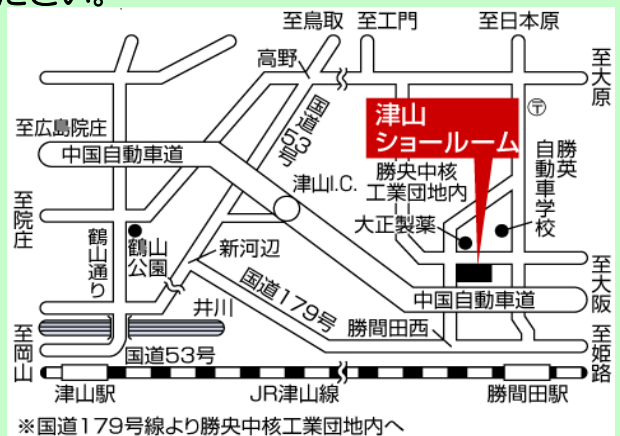 ださい。
至鳥取
至工門
至日本原
高野
至大原
国道53号
津山
ショールーム
〒
至広島院庄
中国自動車道
津山I.C.
勝央中核
工業団地内
勝英
自動車学校
大正製薬
至院庄
鶴山通り
鶴山
公園
新河辺
国道179号
中国自動車道
至大阪
井川
勝間田西
至岡山
国道53号
至姫路
津山駅
JR津山線
勝間田駅
※国道179号線より勝央中核工業団地内へ